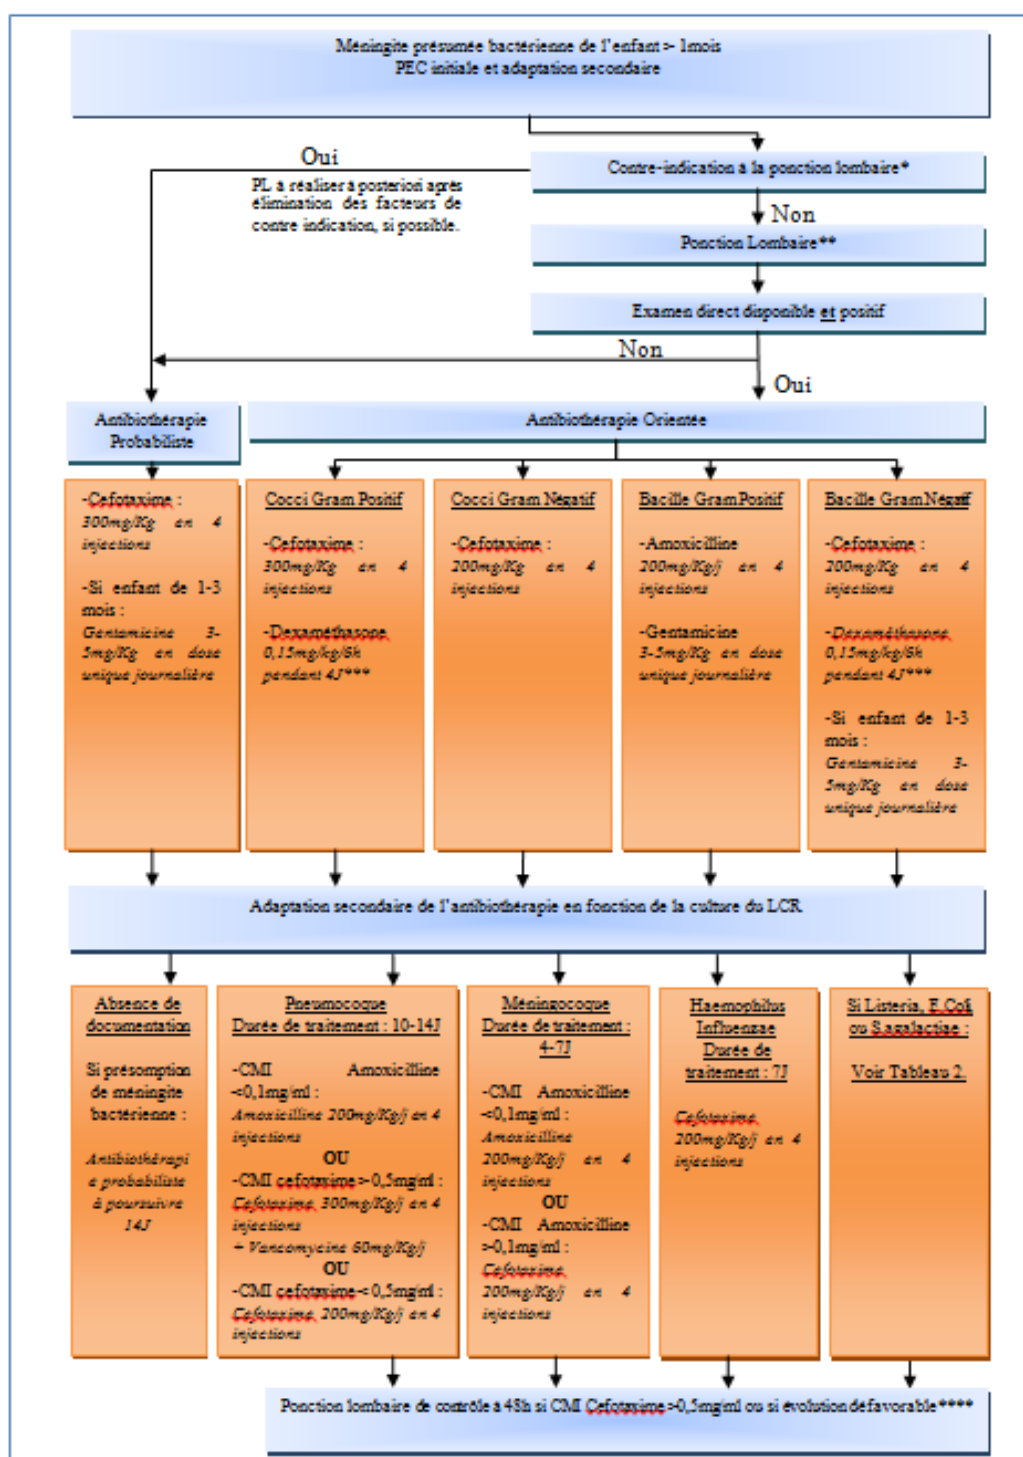 Méningite présumée bactérienne de l'enfant > 1mois
PEC initiale et adaptation secondaire
Contre-indication à la ponction lombaire*
Oui
PL à réaliser à posteriori après
élimination des facteurs de
contre indication, si possible.
Non
Ponction Lombaire**
Examen direct disponible et positif
Non
Oui
Antibiothérapie
Probabiliste
Antibiothérapie Orientée
-Cefotaxime :
300mg/Kg en 4
injections
-Si enfant de 1-3
mois :
Gentamicine 3-
5mg/Kg en dose
unique journalière
Cocci Gram Positif
-Cefotaxime :
300mg/Kg en 4
injections
-Dexaméthasone
0,15mg/kg/6h
pendant 4J***
Cocci Gram Négatif
-Cefotaxime :
200mg/Kg en 4
injections
Bacille Gram Positif
-Amoxicilline
200mg/Kg/j en 4
injections
-Gentamicine
3-5mg/Kg en dose
unique journalière
Bacille Gram Négatif
-Cefotaxime :
200mg/Kg en 4
injections
-Dexaméthasone
0,15mg/kg/6h
pendant 4J***
-Si enfant de 1-3
mois :
Gentamicine 3-
5mg/Kg en dose
unique journalière
Adaptation secondaire de l'antibiothérapie en fonction de la culture du LCR
Absence de
documentation
Si présomption
de méningite
bactérienne :
Antibiothérapi
e probabiliste
à poursuivre
14J
Pneumocoque
Durée de traitement : 10-14J
-CMI Amoxicilline
<0,1mg/ml :
Amoxicilline 200mg/Kg/j en 4
injections
OU
-CMI cefotaxime > 0,5mg/ml :
Cefotaxime 300mg/Kg/j en 4
injections
+ Vancomycine 60mg/Kg/j
OU
-CMI cefotaxime < 0,5mg/ml :
Cefotaxime 200mg/Kg/j en 4
injections
Méningocoque
Durée de traitement :
4-7J
-CMI Amoxicilline
<0,1mg/ml :
Amoxicilline
200mg/Kg/j en 4
injections
OU
-CMI Amoxicilline
>0,1mg/ml :
Cefotaxime
200mg/Kg/j en 4
injections
Haemophilus
Influenzae
Durée de
traitement : 7J
Cefotaxime
200mg/Kg/j en 4
injections
Si Listeria, E.Coli
ou S.agalactiae :
Voir Tableau 2.
Ponction lombaire de contrôle à 48h si CMI Cefotaxime >0,5mg/ml ou si évolution défavorable****